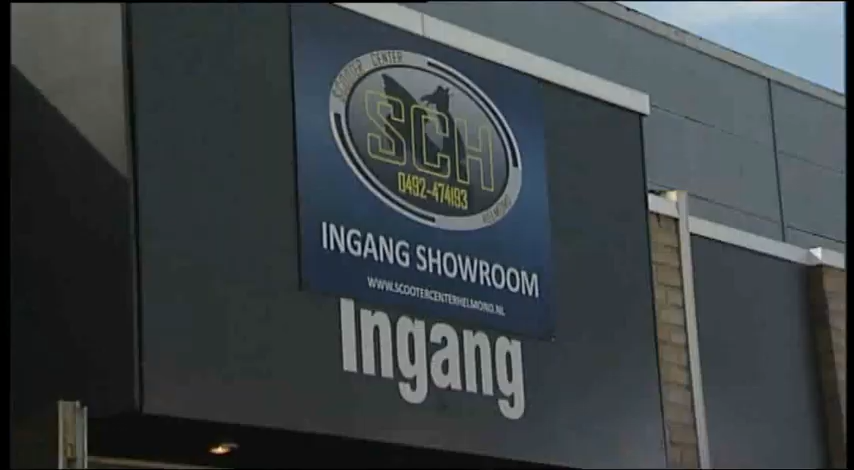 SCOOTER CENTER
SCH
0492-474193
HELMOND
INGANG SHOWROOM
WWW.SCOOTERCENTERHELMOND.NL
Ingang